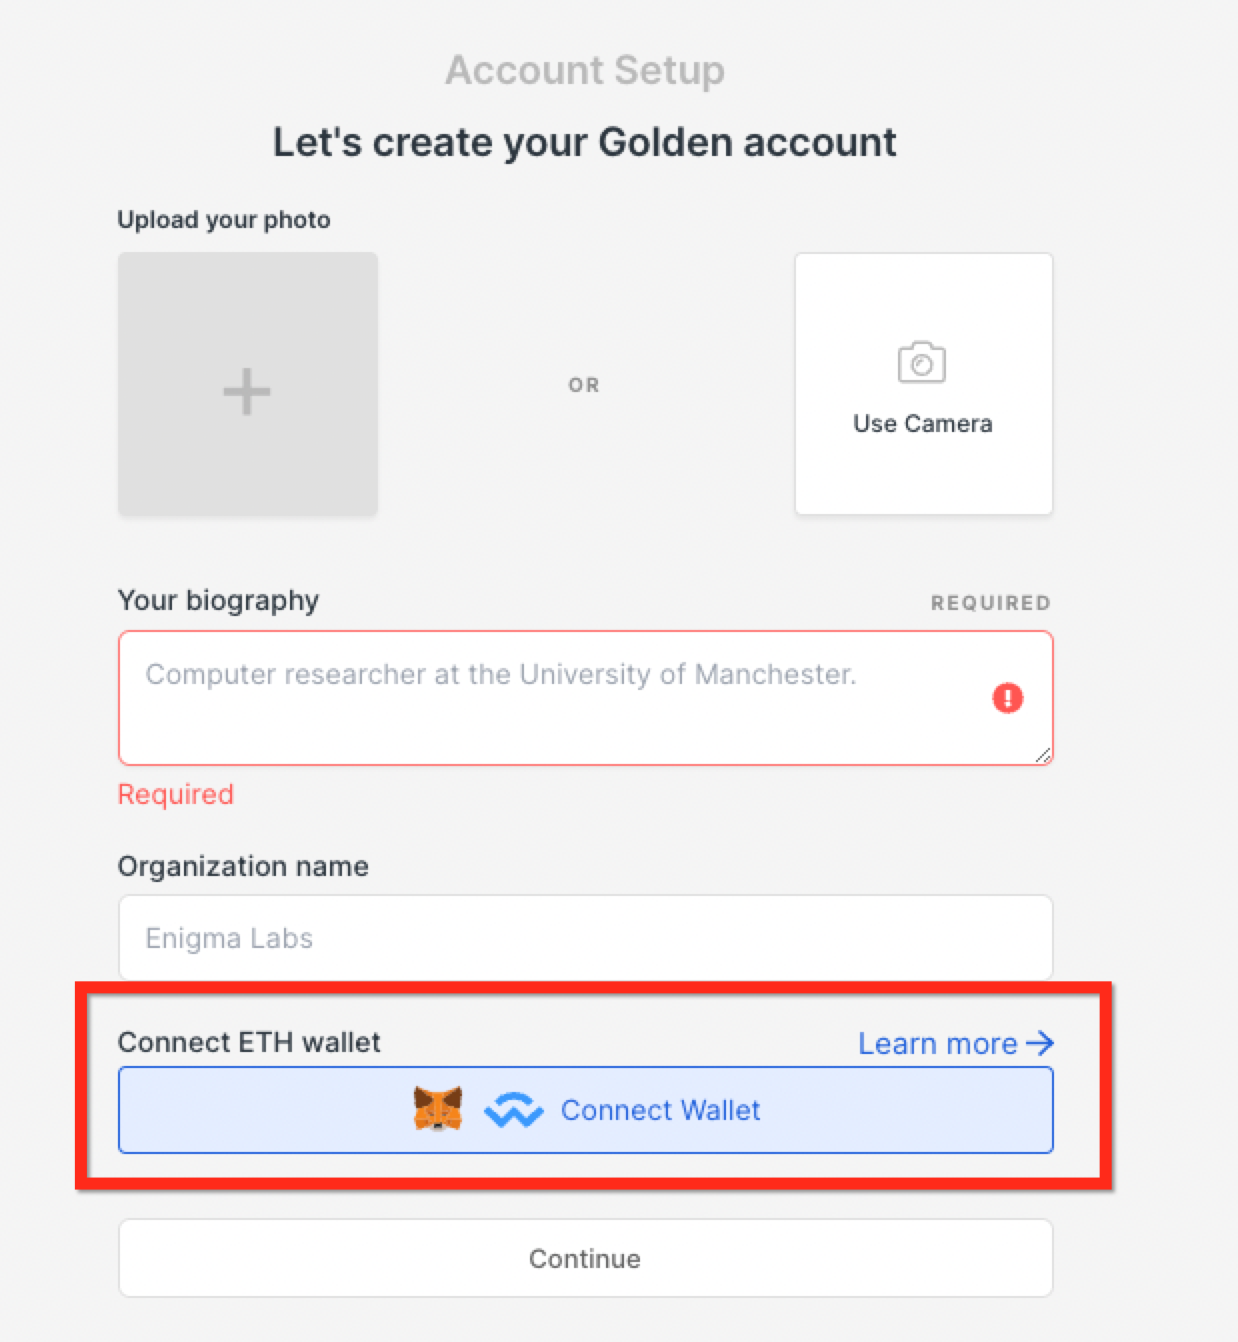 Account Setup
Let's create your Golden account
Upload your photo
OR
Use Camera
Your biography
REQUIRED
Computer researcher at the University of Manchester.
Required
Organization name
Enigma Labs
Connect ETH wallet
Learn more
Connect Wallet
Continue